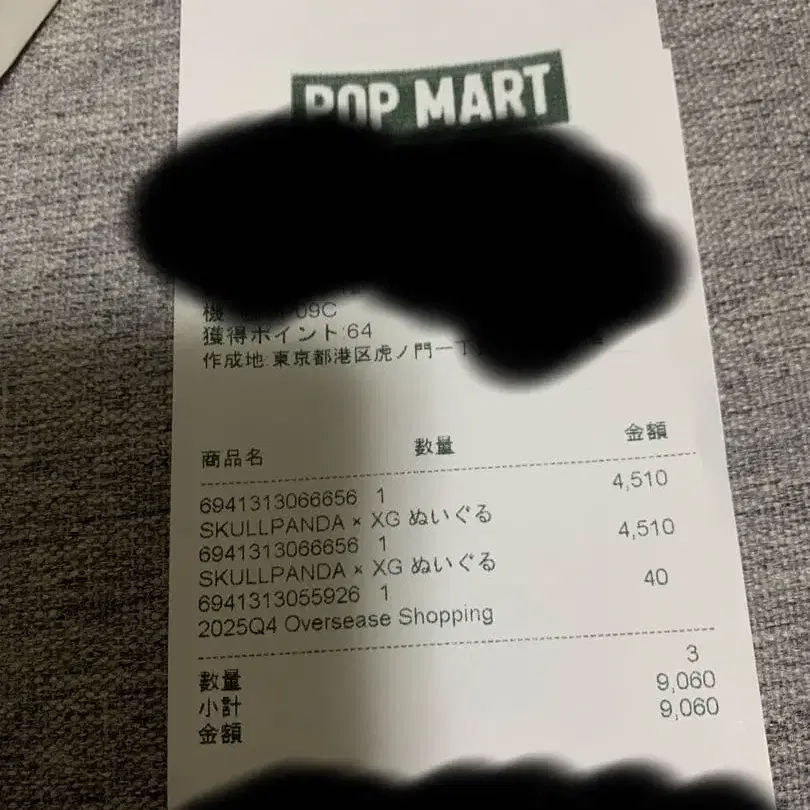 POP MART
09C
獲得ポイント:64
作成地:東京都港区虎ノ門一丁
商品名 数量 金額
6941313066656 1 4,510
SKULLPANDA × XG ぬいぐる
6941313066656 1 4,510
SKULLPANDA × XG ぬいぐる
6941313055926 1 40
2025Q4 Oversease Shopping
数量 3
小計 9,060
金額 9,060